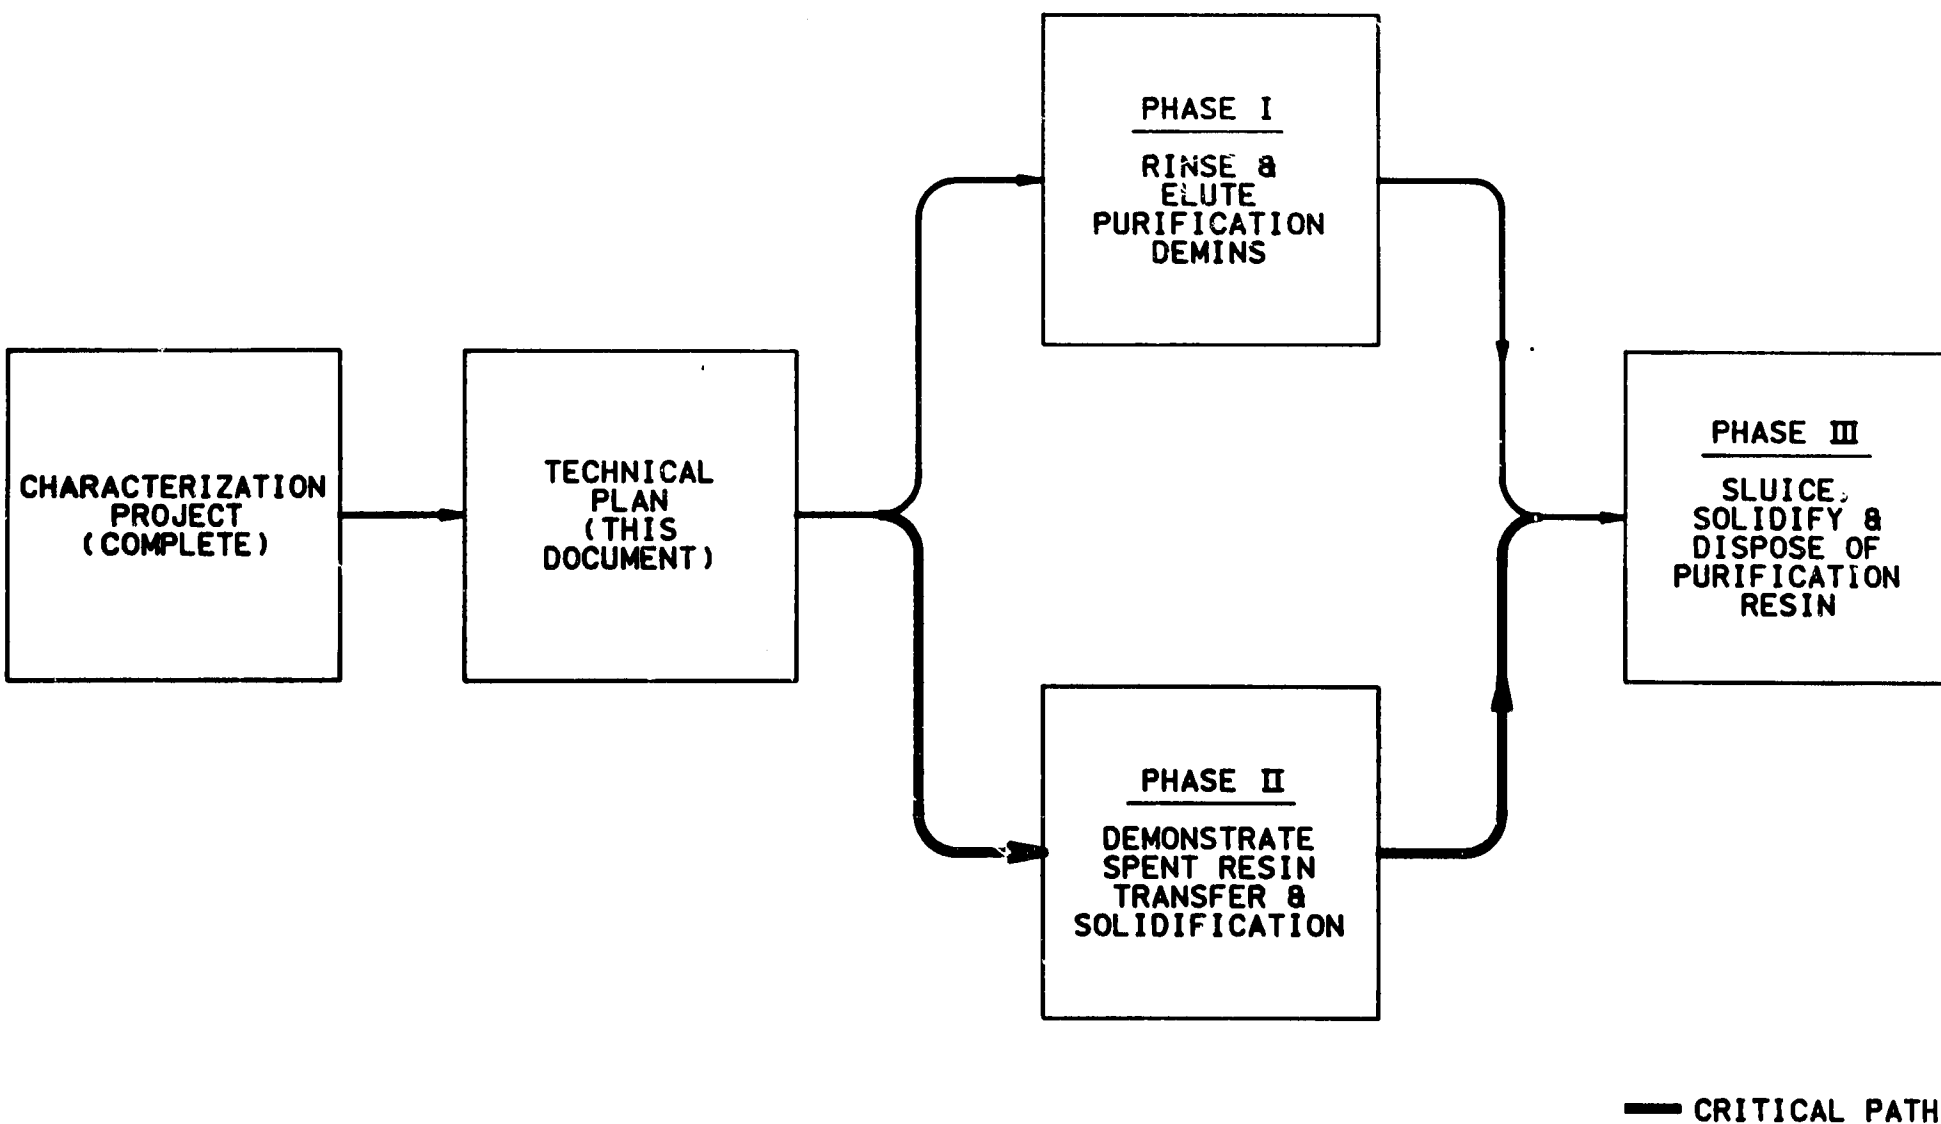 CHARACTERIZATION
PROJECT
(COMPLETE)
TECHNICAL
PLAN
(THIS
DOCUMENT)
PHASE I
RINSE &
ELUTE
PURIFICATION
DEMINS
PHASE II
DEMONSTRATE
SPENT RESIN
TRANSFER &
SOLIDIFICATION
PHASE III
SLUICE,
SOLIDIFY &
DISPOSE OF
PURIFICATION
RESIN
CRITICAL PATH